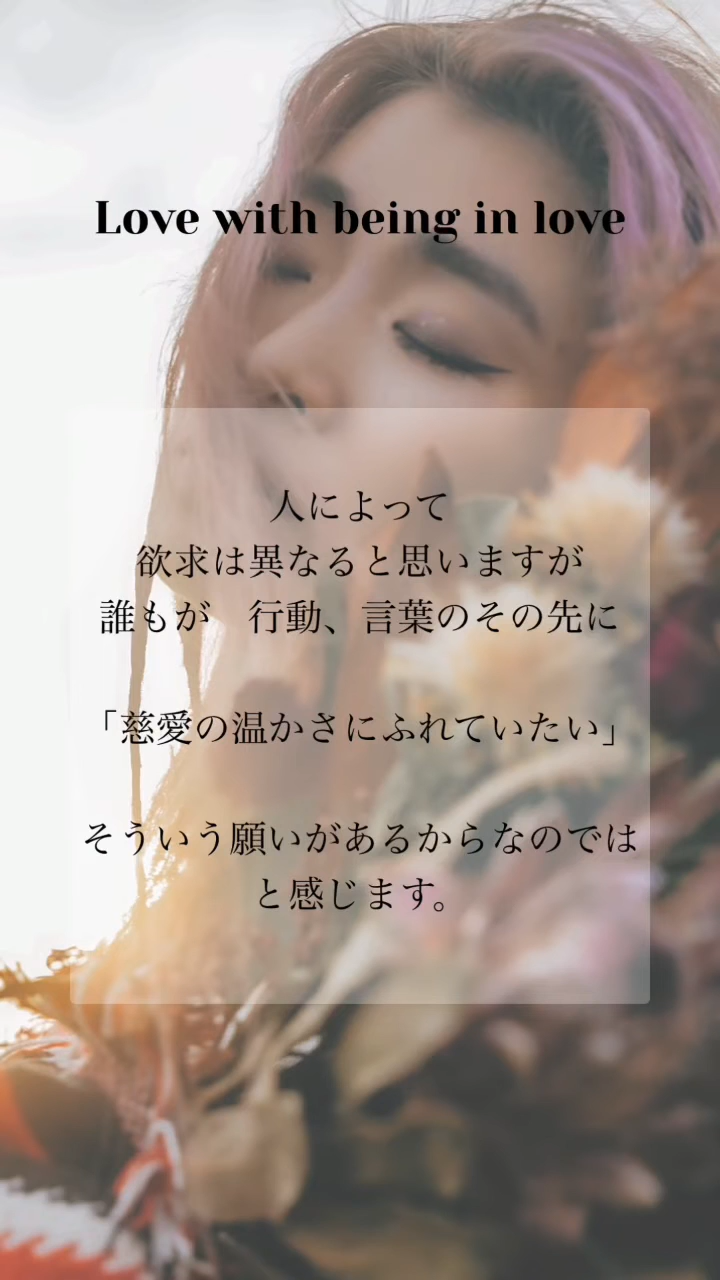 Love with being in love
人によって
欲求は異なると思いますが
誰もが　行動、言葉のその先に
「慈愛の温かさにふれていたい」
そういう願いがあるからなのでは
と感じます。